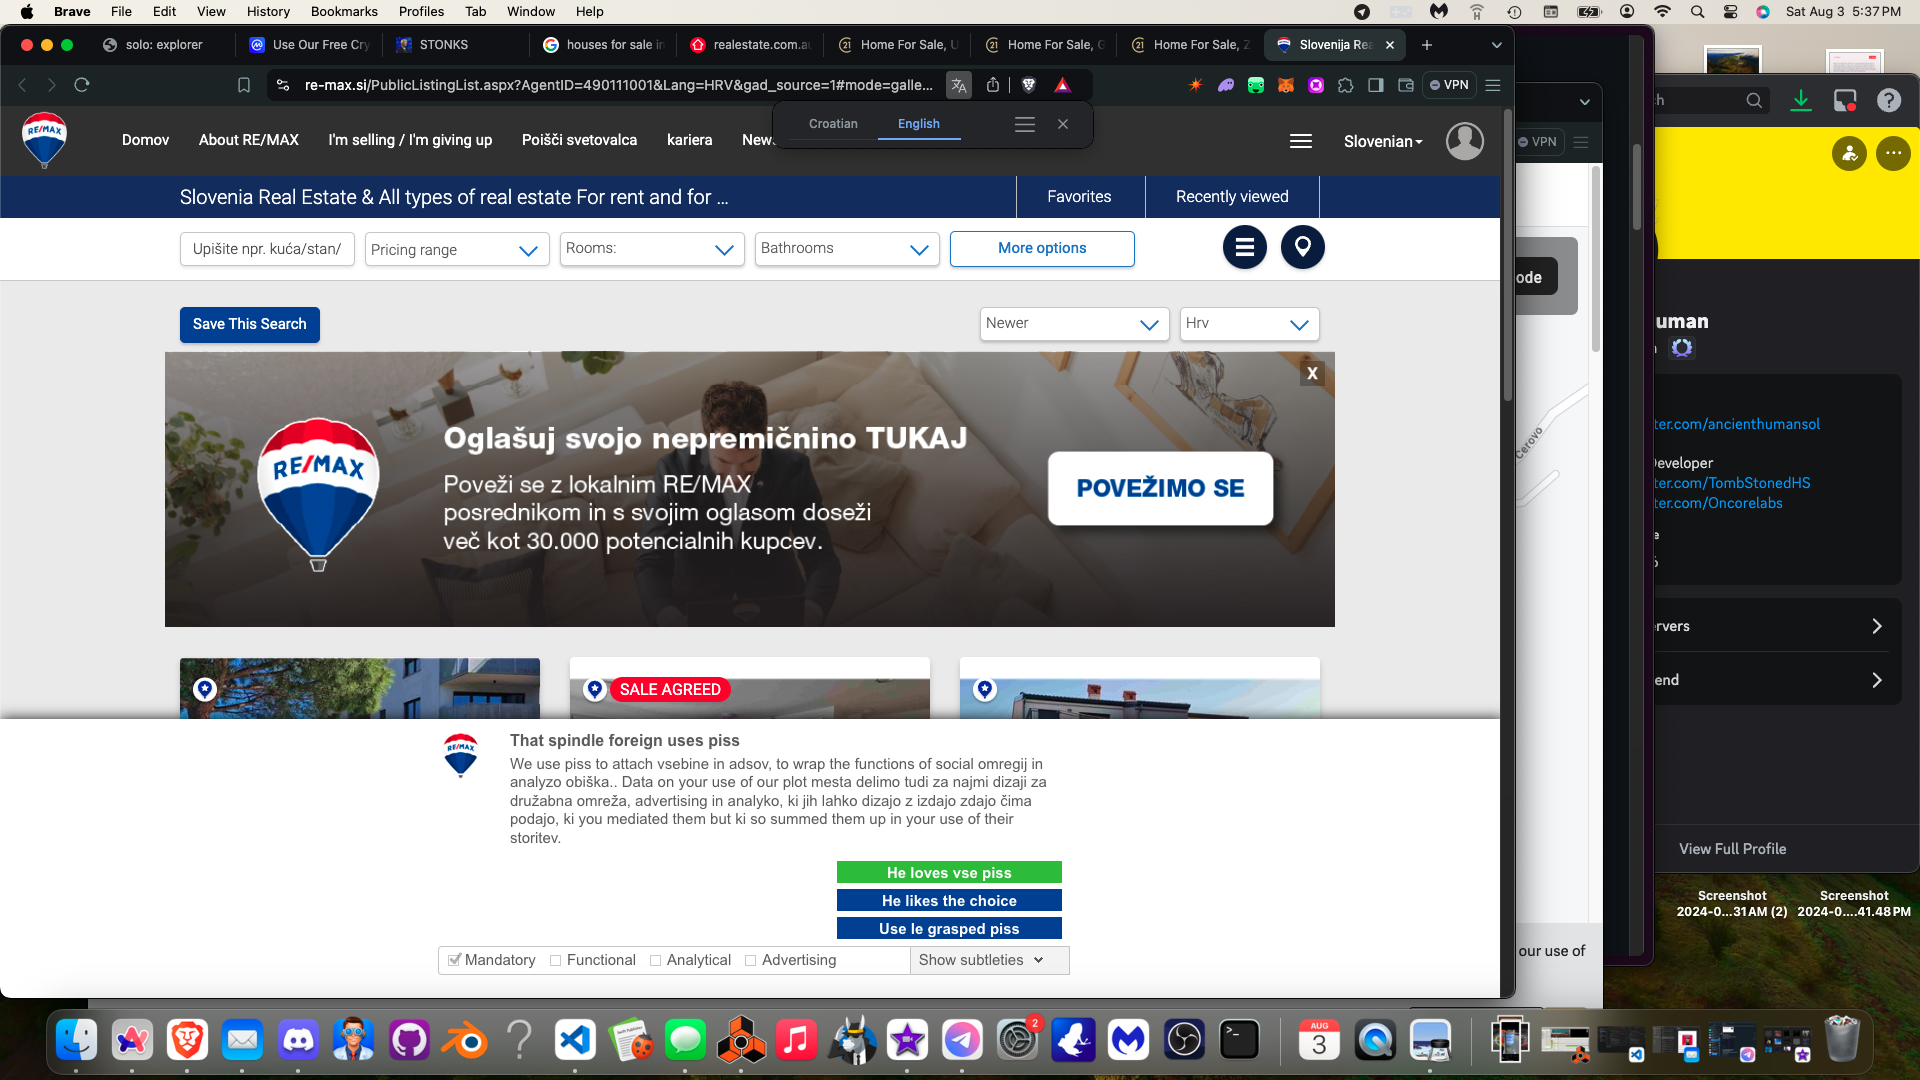 Brave File Edit View History Bookmarks Profiles Tab Window Help
Sat Aug 3 5:37 PM
solo: explorer
Use Our Free Cry
STONKS
houses for sale in
realestate.com.au
Home For Sale, U
Home For Sale, G
Home For Sale, Z
Slovenija Rea
re-max.si/PublicListingList.aspx?AgentID=490111001&Lang=HRV&gad_source=1#mode=galle...
VPN
Croatian
English
RE/MAX
Domov
About RE/MAX
I'm selling / I'm giving up
Poišči svetovalca
kariera
News
Slovenian
Slovenia Real Estate & All types of real estate For rent and for ...
Favorites
Recently viewed
Upišite npr. kuća/stan/
Pricing range
Rooms:
Bathrooms
More options
Save This Search
Newer
Hrv
X
RE/MAX
Oglašuj svojo nepremičnino TUKAJ
Poveži se z lokalnim RE/MAX
posrednikom in s svojim oglasom doseži
več kot 30.000 potencialnih kupcev.
POVEŽIMO SE
SALE AGREED
RE/MAX
That spindle foreign uses piss
We use piss to attach vsebine in adsov, to wrap the functions of social omregij in
analyzo obiška.. Data on your use of our plot mesta delimo tudi za najmi dizaji za
družabna omreža, advertising in analyko, ki jih lahko dizajo z izdajo zdajo čima
podajo, ki you mediated them but ki so summed them up in your use of their
storitev.
He loves vse piss
He likes the choice
Use le grasped piss
Mandatory
Functional
Analytical
Advertising
Show subtleties
VPN
ode
Cerovo
our use of
ch
uman
ter.com/ancienthumansol
Developer
ter.com/TombStonedHS
ter.com/Oncorelabs
e
ervers
end
View Full Profile
Screenshot
2024-0...31 AM (2)
Screenshot
2024-0....41.48 PM
2
AUG
3